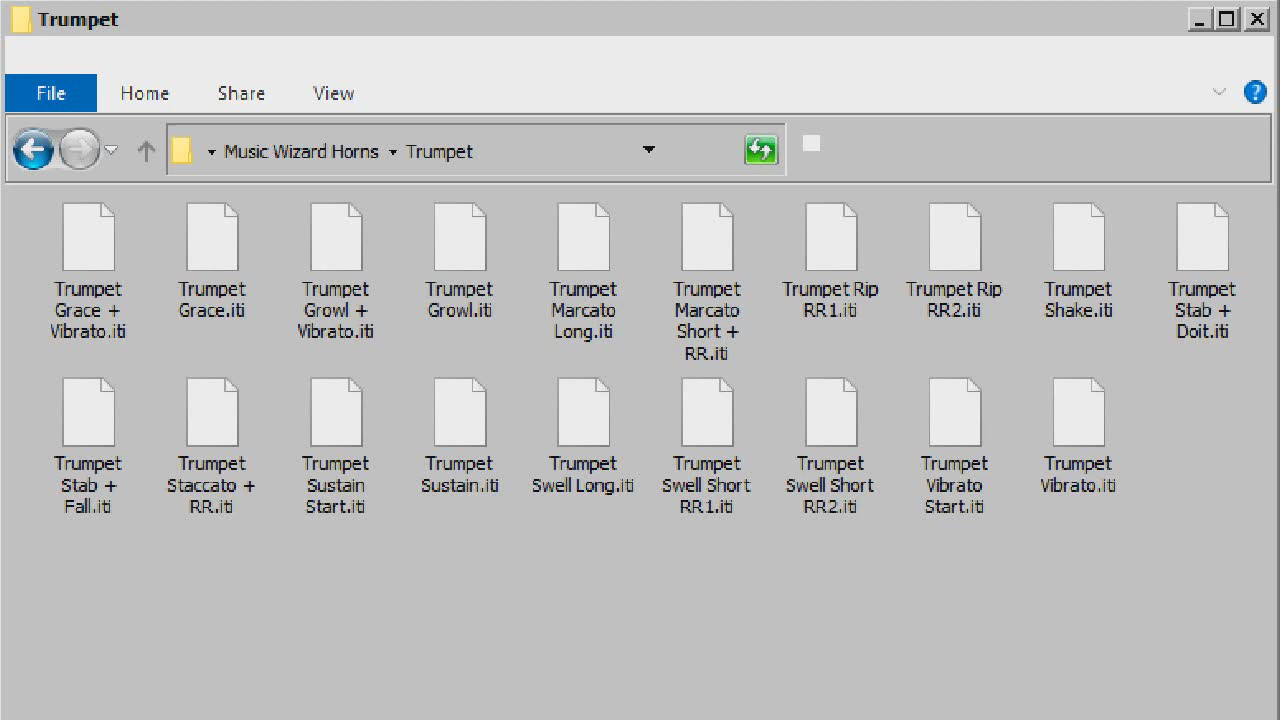 Trumpet
File Home Share View
Music Wizard Horns Trumpet
Trumpet Grace + Vibrato.iti
Trumpet Grace.iti
Trumpet Growl + Vibrato.iti
Trumpet Growl.iti
Trumpet Marcato Long.iti
Trumpet Marcato Short + RR.iti
Trumpet Rip RR1.iti
Trumpet Rip RR2.iti
Trumpet Shake.iti
Trumpet Stab + Doit.iti
Trumpet Stab + Fall.iti
Trumpet Staccato + RR.iti
Trumpet Sustain Start.iti
Trumpet Sustain.iti
Trumpet Swell Long.iti
Trumpet Swell Short RR1.iti
Trumpet Swell Short RR2.iti
Trumpet Vibrato Start.iti
Trumpet Vibrato.iti